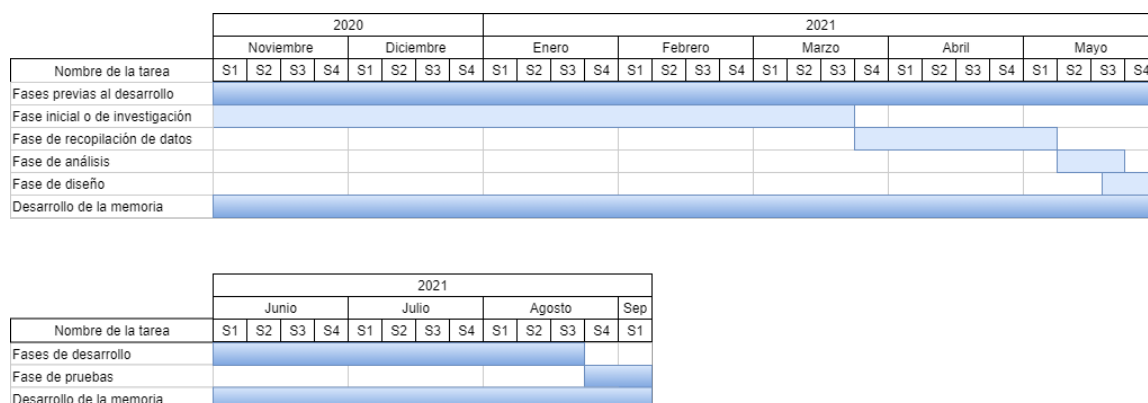 2020 2021
Noviembre Diciembre Enero Febrero Marzo Abril Mayo
Nombre de la tarea S1 S2 S3 S4 S1 S2 S3 S4 S1 S2 S3 S4 S1 S2 S3 S4 S1 S2 S3 S4 S1 S2 S3 S4 S1 S2 S3 S4
Fases previas al desarrollo
Fase inicial o de investigación
Fase de recopilación de datos
Fase de análisis
Fase de diseño
Desarrollo de la memoria
2021
Junio Julio Agosto Sep
Nombre de la tarea S1 S2 S3 S4 S1 S2 S3 S4 S1 S2 S3 S4 S1
Fases de desarrollo
Fase de pruebas
Desarrollo de la memoria